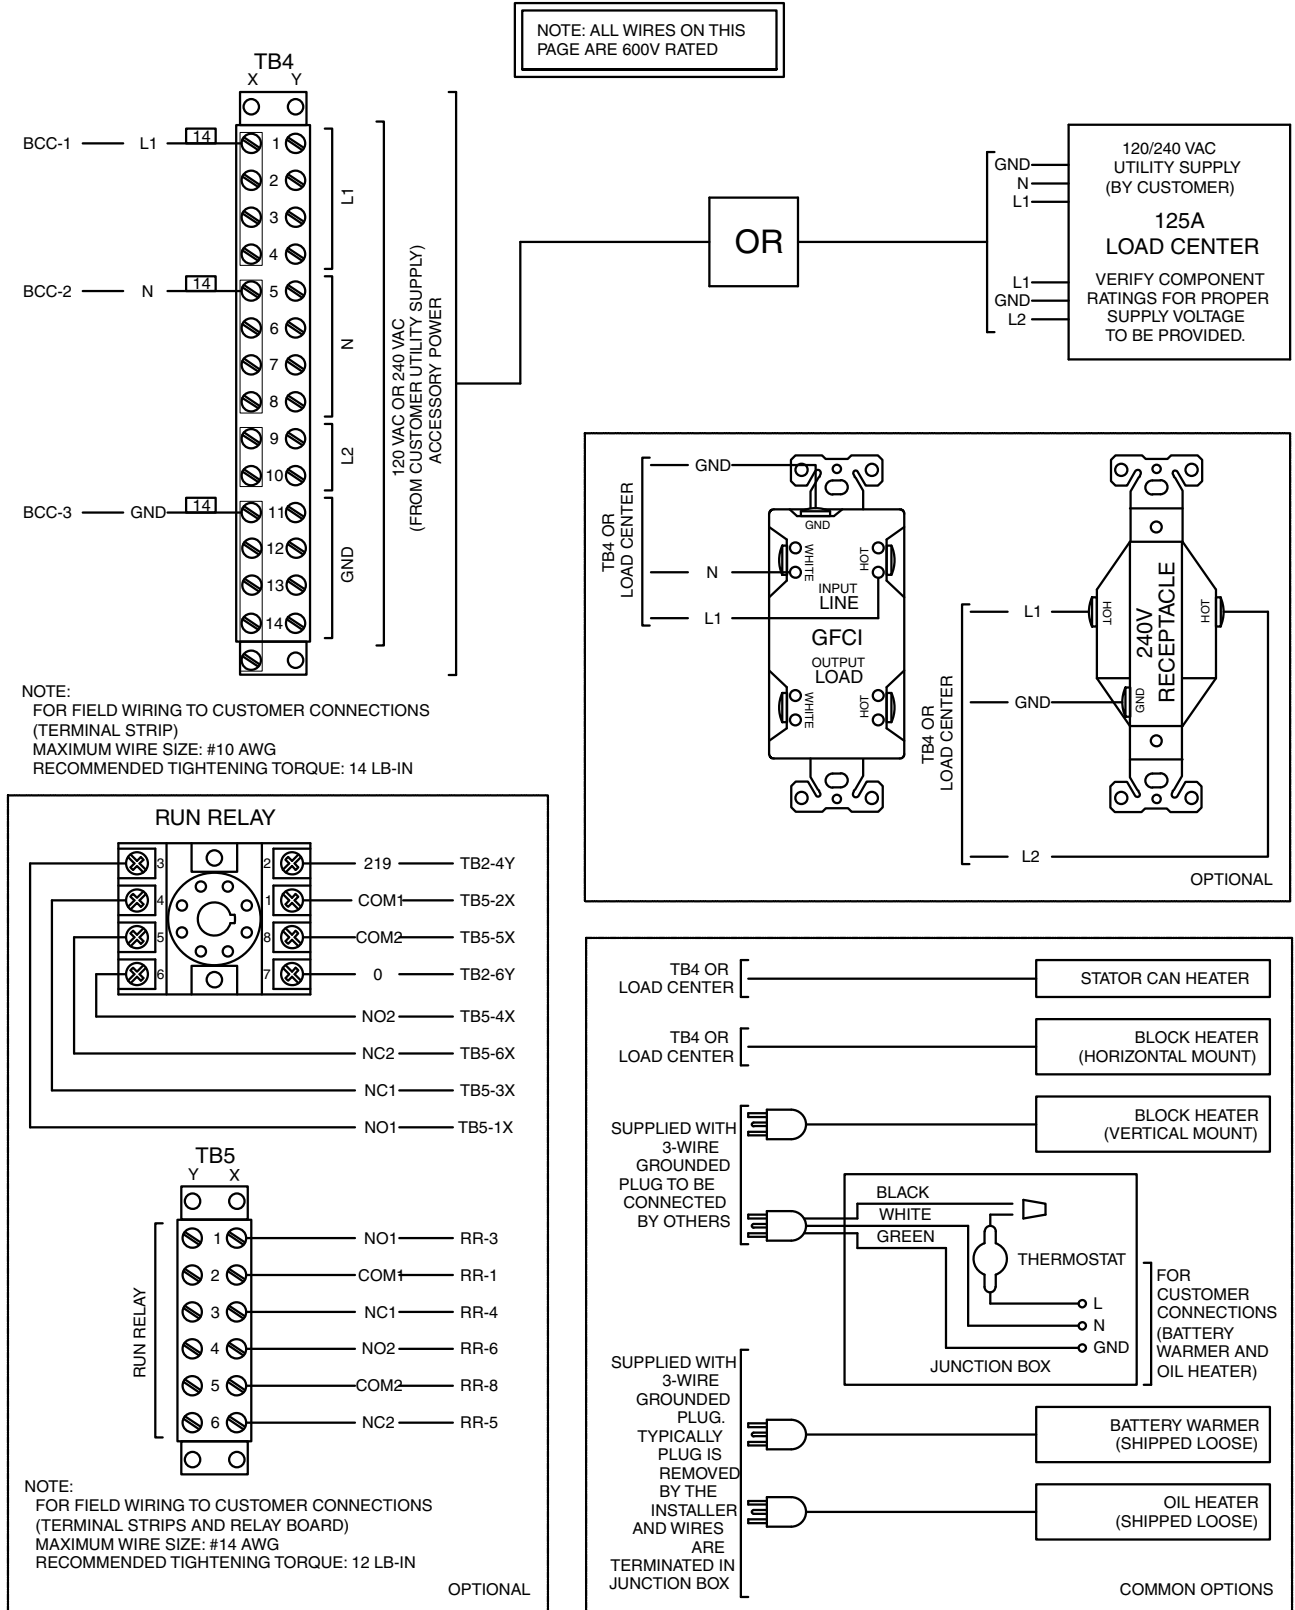 NOTE: ALL WIRES ON THIS
PAGE ARE 600V RATED
TB4
X Y
BCC-1 L1 14
BCC-2 N 14
BCC-3 GND 14
1
2
3
4
5
6
7
8
9
10
11
12
13
14
L1
N
L2
GND
120 VAC OR 240 VAC
(FROM CUSTOMER UTILITY SUPPLY)
ACCESSORY POWER
OR
GND
N
L1
L1
GND
L2
120/240 VAC
UTILITY SUPPLY
(BY CUSTOMER)
125A
LOAD CENTER
VERIFY COMPONENT
RATINGS FOR PROPER
SUPPLY VOLTAGE
TO BE PROVIDED.
NOTE:
FOR FIELD WIRING TO CUSTOMER CONNECTIONS
(TERMINAL STRIP)
MAXIMUM WIRE SIZE: #10 AWG
RECOMMENDED TIGHTENING TORQUE: 14 LB-IN
TB4 OR
LOAD CENTER
GND
N
L1
GND
WHITE
HOT
INPUT
LINE
GFCI
OUTPUT
LOAD
WHITE
HOT
TB4 OR
LOAD CENTER
L1
GND
L2
HOT
HOT
GND
240V
RECEPTACLE
OPTIONAL
RUN RELAY
3 2 219 TB2-4Y
4 1 COM1 TB5-2X
5 8 COM2 TB5-5X
6 7 0 TB2-6Y
NO2 TB5-4X
NC2 TB5-6X
NC1 TB5-3X
NO1 TB5-1X
TB5
Y X
RUN RELAY
1 NO1 RR-3
2 COM1 RR-1
3 NC1 RR-4
4 NO2 RR-6
5 COM2 RR-8
6 NC2 RR-5
NOTE:
FOR FIELD WIRING TO CUSTOMER CONNECTIONS
(TERMINAL STRIPS AND RELAY BOARD)
MAXIMUM WIRE SIZE: #14 AWG
RECOMMENDED TIGHTENING TORQUE: 12 LB-IN
OPTIONAL
TB4 OR
LOAD CENTER
STATOR CAN HEATER
TB4 OR
LOAD CENTER
BLOCK HEATER
(HORIZONTAL MOUNT)
SUPPLIED WITH
3-WIRE
GROUNDED
PLUG TO BE
CONNECTED
BY OTHERS
BLOCK HEATER
(VERTICAL MOUNT)
BLACK
WHITE
GREEN
THERMOSTAT
L
N
GND
JUNCTION BOX
FOR
CUSTOMER
CONNECTIONS
(BATTERY
WARMER AND
OIL HEATER)
SUPPLIED WITH
3-WIRE
GROUNDED
PLUG.
TYPICALLY
PLUG IS
REMOVED
BY THE
INSTALLER
AND WIRES
ARE
TERMINATED IN
JUNCTION BOX
BATTERY WARMER
(SHIPPED LOOSE)
OIL HEATER
(SHIPPED LOOSE)
COMMON OPTIONS